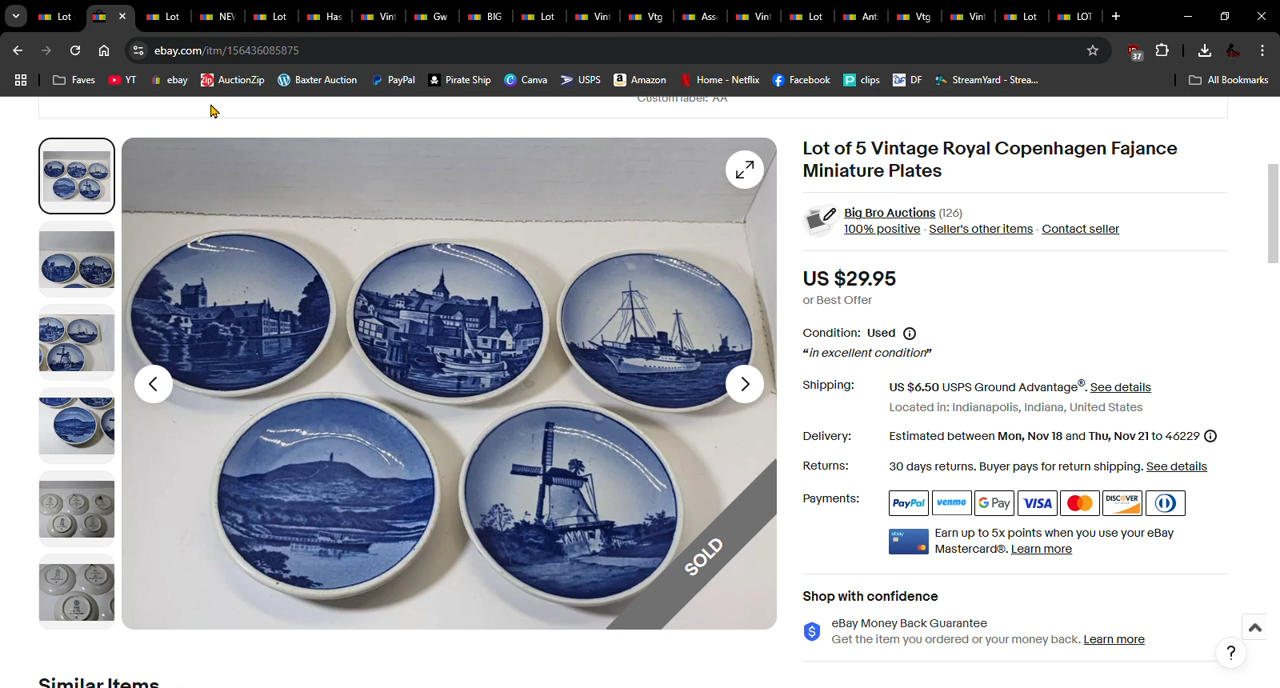 Lot
Lot
NEV
Lot
Has
Vint
Gw
BIG
Lot
Vint
Vtg
Ass
Vint
Lot
Anti
Vtg
Vint
Lot
LOT
ebay.com/itm/156436085875
37
Faves
YT
ebay
AuctionZip
Baxter Auction
PayPal
Pirate Ship
Canva
USPS
Amazon
Home - Netflix
Facebook
clips
DF
StreamYard - Strea...
All Bookmarks
Custom label: AA
Lot of 5 Vintage Royal Copenhagen Fajance
Miniature Plates
Big Bro Auctions (126)
100% positive · Seller's other items · Contact seller
US $29.95
or Best Offer
Condition: Used
“in excellent condition”
Shipping: US $6.50 USPS Ground Advantage®. See details
Located in: Indianapolis, Indiana, United States
Delivery: Estimated between Mon, Nov 18 and Thu, Nov 21 to 46229
Returns: 30 days returns. Buyer pays for return shipping. See details
Payments: PayPal venmo G Pay VISA DISCOVER
Earn up to 5x points when you use your eBay
Mastercard®. Learn more
Shop with confidence
eBay Money Back Guarantee
Get the item you ordered or your money back. Learn more
SOLD
Similar Items